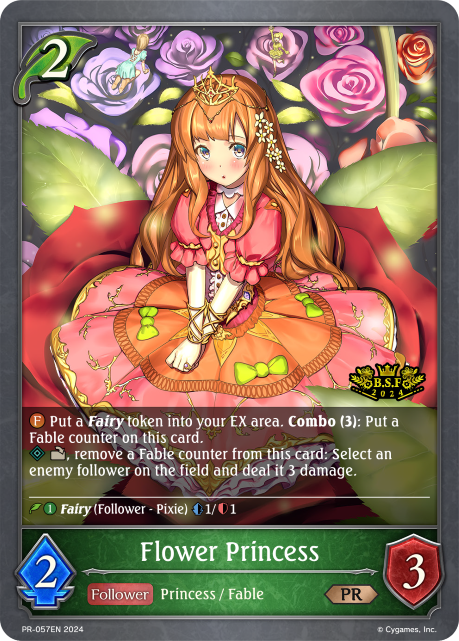 2
B.S.F
2024
F Put a Fairy token into your EX area. Combo (3): Put a
Fable counter on this card.
, remove a Fable counter from this card: Select an
enemy follower on the field and deal it 3 damage.
1 Fairy (Follower - Pixie) 1/1
Flower Princess
2
Follower Princess / Fable
PR
3
PR-057EN 2024
© Cygames, Inc.